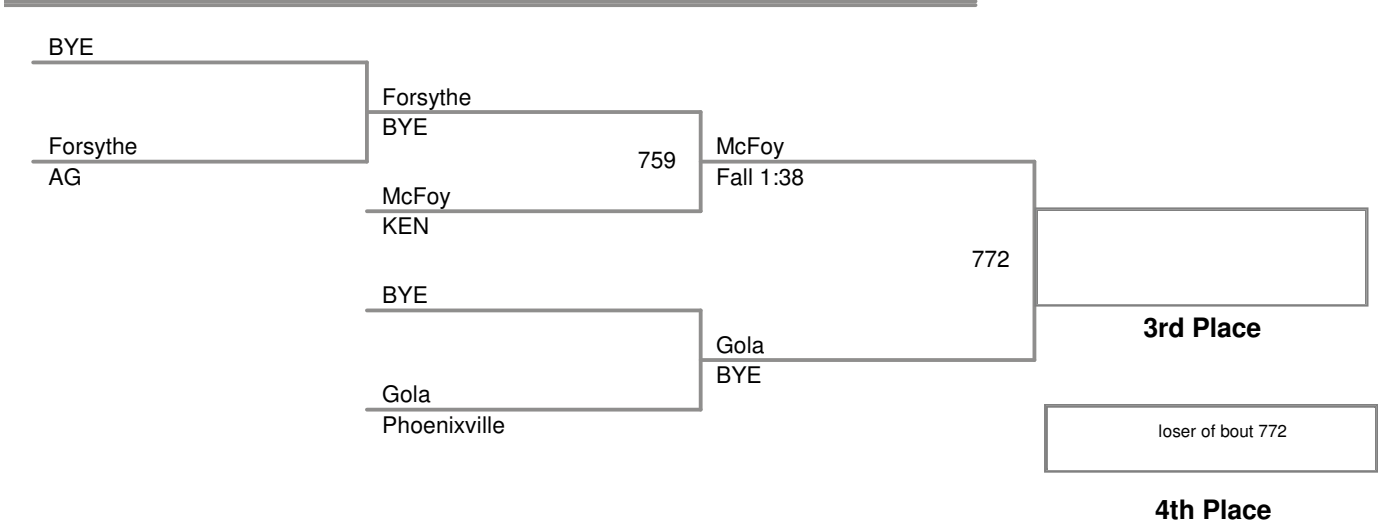 BYE
Forsythe
BYE
Forsythe
AG
759
McFoy
Fall 1:38
McFoy
KEN
772
BYE
3rd Place
Gola
BYE
Gola
Phoenixville
loser of bout 772
4th Place